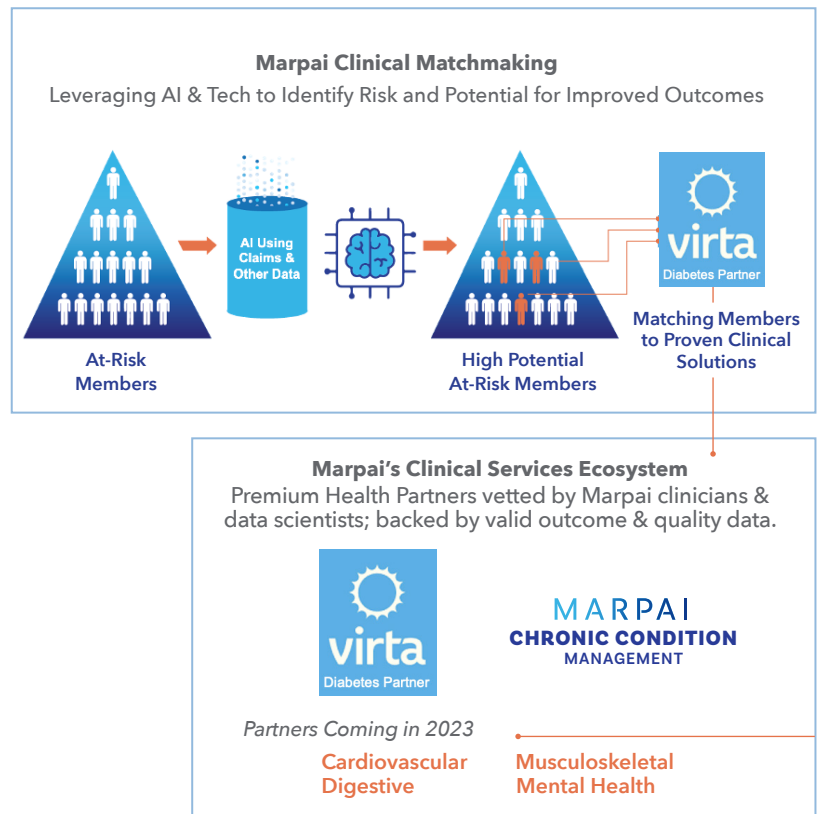 Marpai Clinical Matchmaking
Leveraging AI & Tech to Identify Risk and Potential for Improved Outcomes
AI Using
Claims &
Other Data
virta
Diabetes Partner
At-Risk
Members
High Potential
At-Risk Members
Matching Members
to Proven Clinical
Solutions
Marpai’s Clinical Services Ecosystem
Premium Health Partners vetted by Marpai clinicians &
data scientists; backed by valid outcome & quality data.
virta
Diabetes Partner
MARPAI
CHRONIC CONDITION
MANAGEMENT
Partners Coming in 2023
Cardiovascular
Digestive
Musculoskeletal
Mental Health